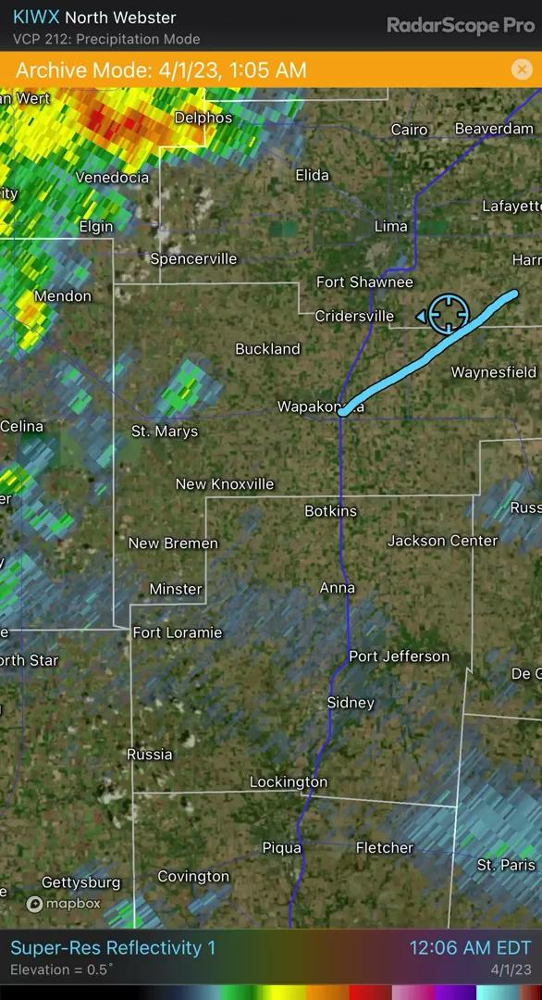 KIWX North Webster
VCP 212: Precipitation Mode
RadarScope Pro
Archive Mode: 4/1/23, 1:05 AM
an Wert
Delphos
Cairo
Beaverdam
Venedocia
Elida
ity
Lafayett
Elgin
Lima
Spencerville
Harr
Fort Shawnee
Mendon
Cridersville
Buckland
Waynesfield
Wapakoneta
Celina
St. Marys
New Knoxville
er
Botkins
Russ
New Bremen
Jackson Center
y
Minster
Anna
e
Fort Loramie
orth Star
Port Jefferson
De G
Sidney
Russia
Lockington
Piqua
Fletcher
St. Paris
Gettysburg
Covington
e
mapbox
Super-Res Reflectivity 1
12:06 AM EDT
Elevation = 0.5°
4/1/23